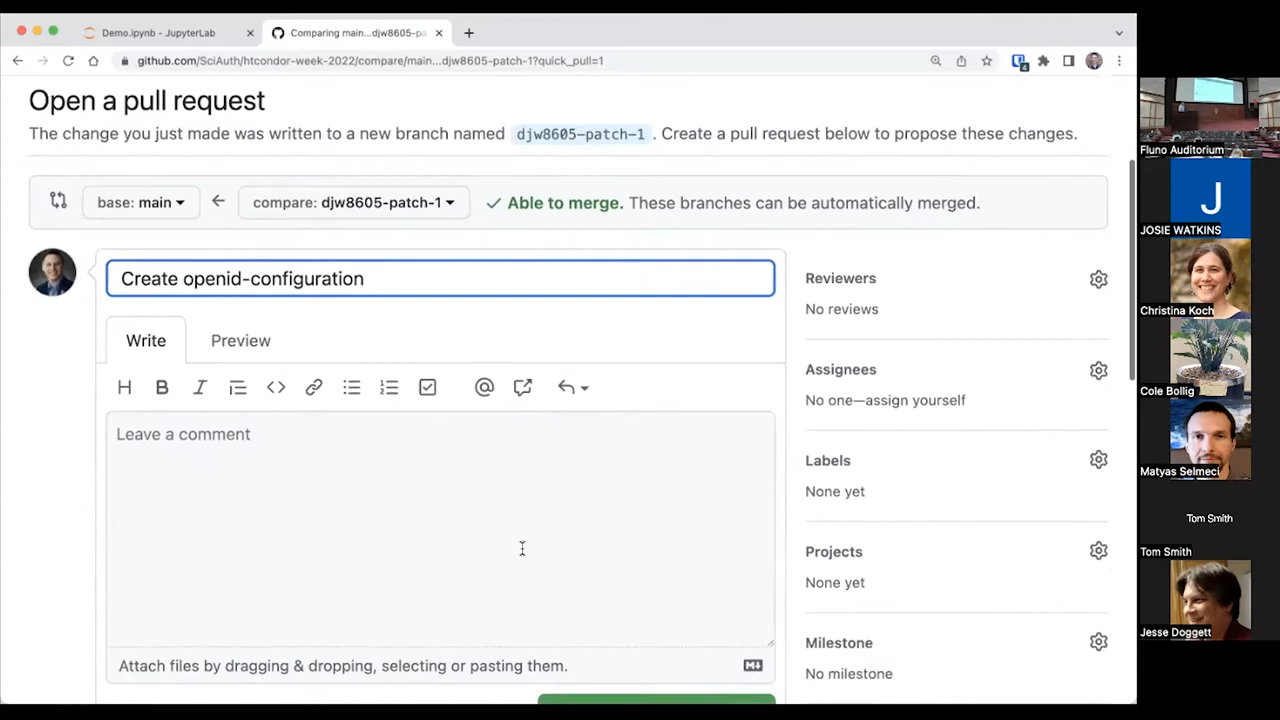 Demo.ipynb - JupyterLab
Comparing main...djw8605-pa
github.com/SciAuth/htcondor-week-2022/compare/main...djw8605-patch-1?quick_pull=1
Open a pull request
The change you just made was written to a new branch named djw8605-patch-1 . Create a pull request below to propose these changes.
base: main
compare: djw8605-patch-1
Able to merge. These branches can be automatically merged.
Create openid-configuration
Write
Preview
Leave a comment
Attach files by dragging & dropping, selecting or pasting them.
Reviewers
No reviews
Assignees
No one—assign yourself
Labels
None yet
Projects
None yet
Milestone
No milestone
Fluno Auditorium
J
JOSIE WATKINS
Christina Koch
Cole Bollig
Matyas Selmeci
Tom Smith
Tom Smith
Jesse Doggett